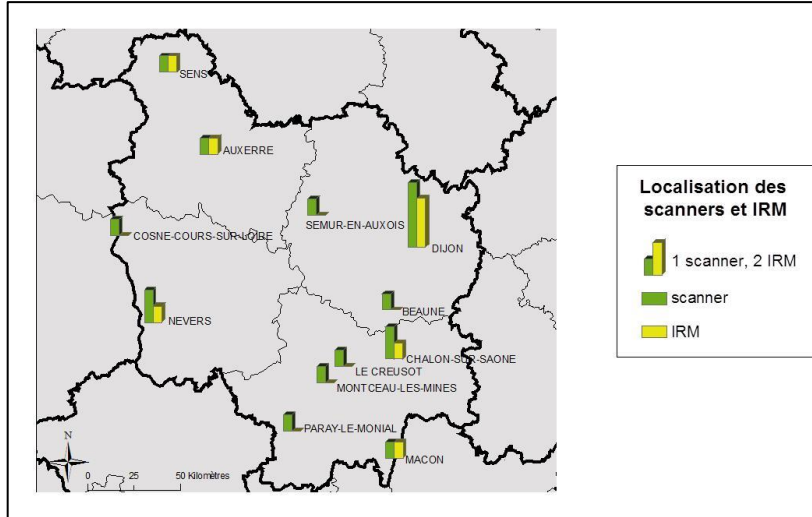 SENS
AUXERRE
SEMUR-EN-AUXOIS
COSNE-COURS-SUR-LOIRE
DIJON
BEAUNE
NEVERS
CHALON-SUR-SAONE
LE CREUSOT
MONTCEAU-LES-MINES
PARAY-LE-MONIAL
MACON
N
0 25 50 Kilomètres
Localisation des
scanners et IRM
1 scanner, 2 IRM
scanner
IRM